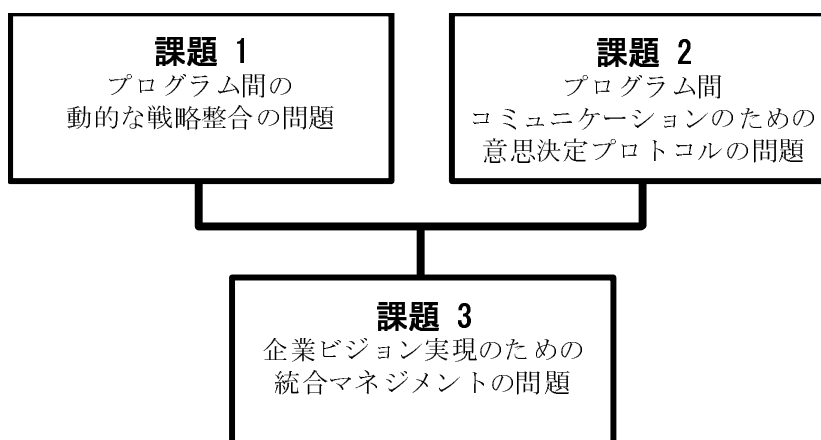 課題 1
プログラム間の
動的な戦略整合の問題
課題 2
プログラム間
コミュニケーションのための
意思決定プロトコルの問題
課題 3
企業ビジョン実現のための
統合マネジメントの問題